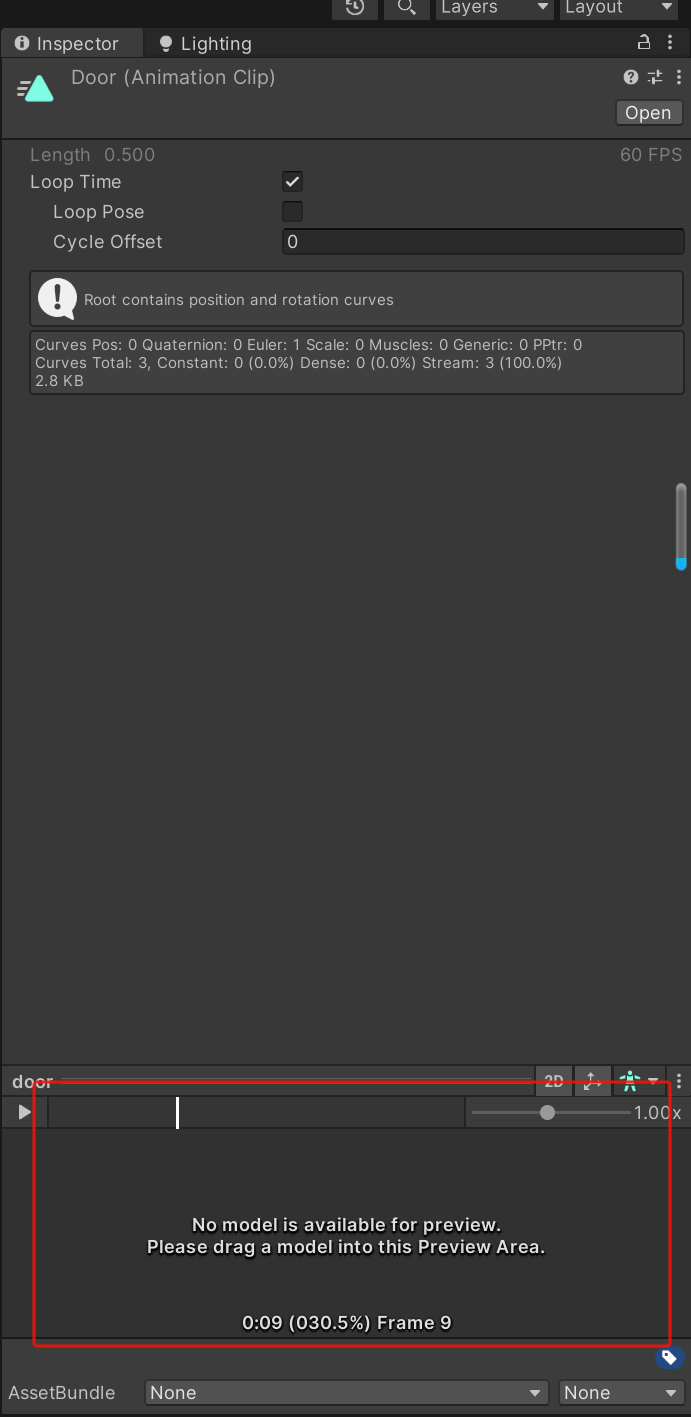 Layers
Layout
Inspector
Lighting
Door (Animation Clip)
Open
Length 0.500
60 FPS
Loop Time
Loop Pose
Cycle Offset
0
Root contains position and rotation curves
Curves Pos: 0 Quaternion: 0 Euler: 1 Scale: 0 Muscles: 0 Generic: 0 PPtr: 0
Curves Total: 3, Constant: 0 (0.0%) Dense: 0 (0.0%) Stream: 3 (100.0%)
2.8 KB
door
2D
1.00x
No model is available for preview.
Please drag a model into this Preview Area.
0:09 (030.5%) Frame 9
AssetBundle
None
None